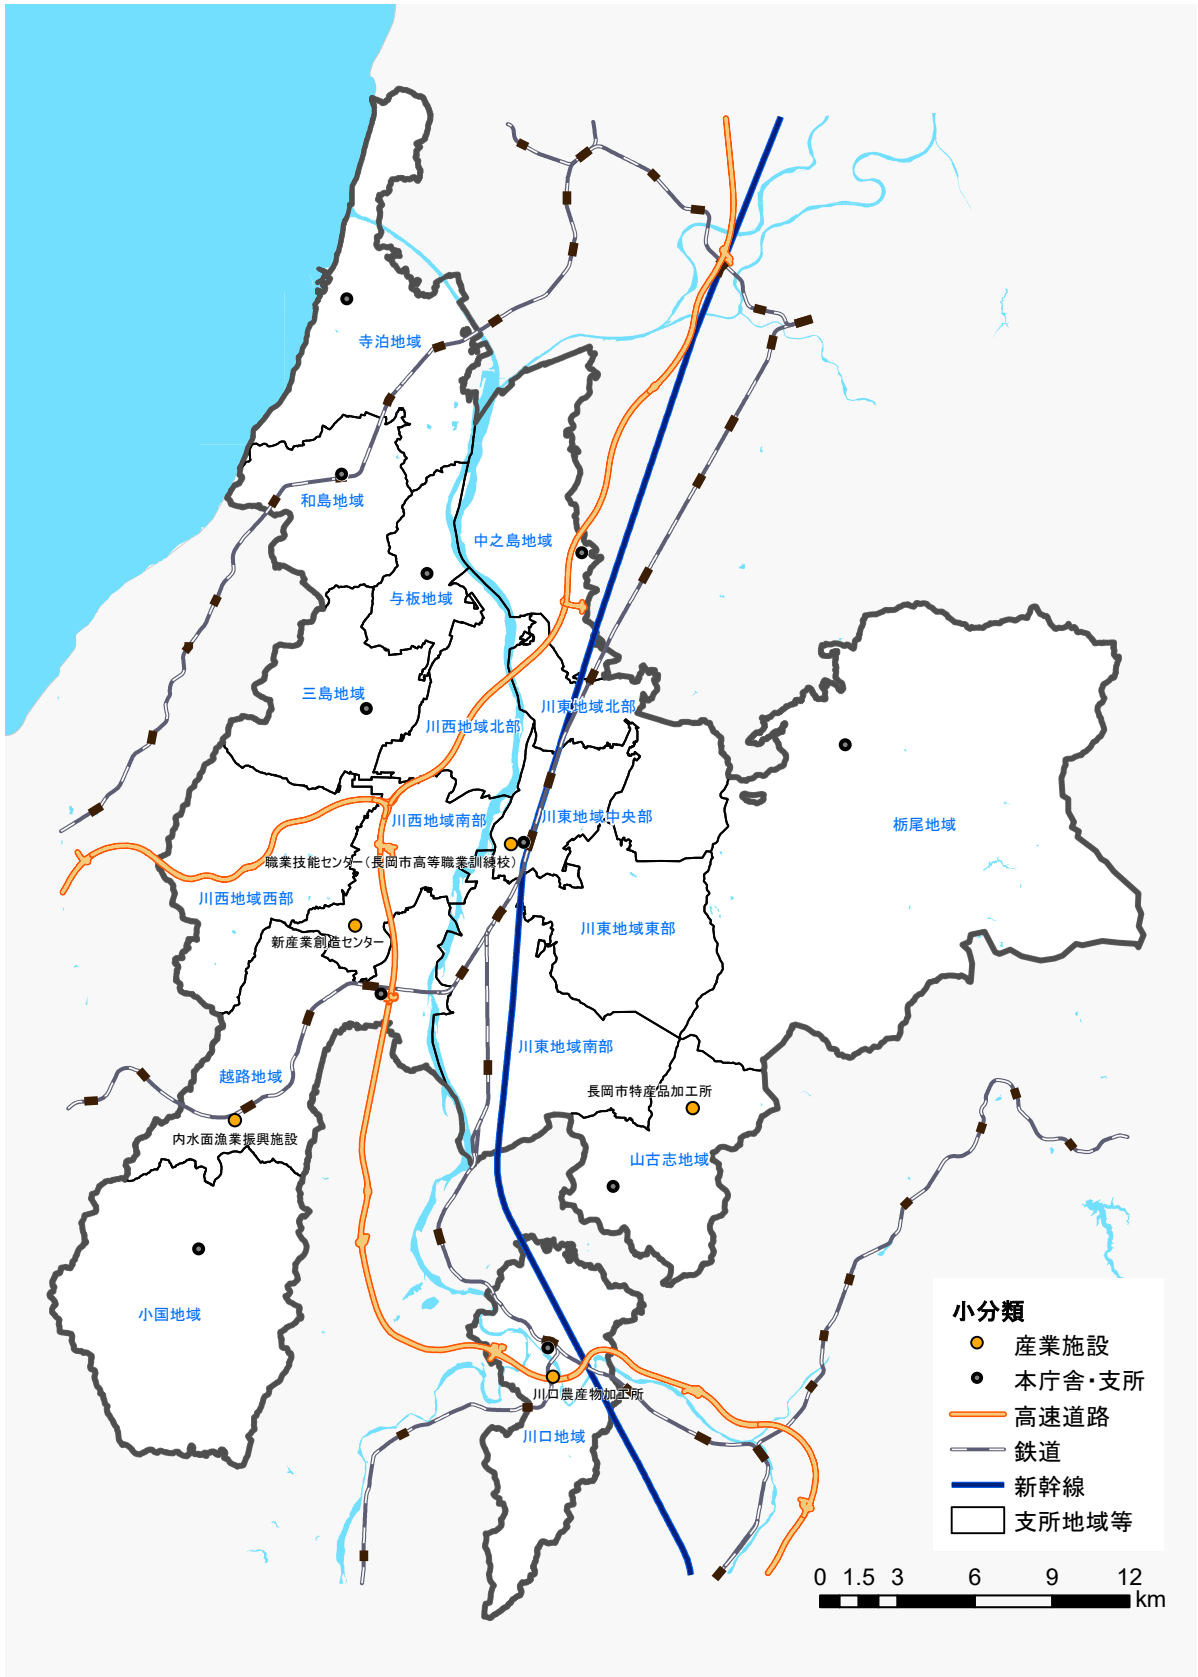 寺泊地域
和島地域
中之島地域
与板地域
三島地域
川西地域北部
川東地域北部
川西地域南部
川東地域中央部
栃尾地域
職業技能センター(長岡市高等職業訓練校)
川西地域西部
新産業創造センター
川東地域東部
川東地域南部
越路地域
長岡市特産品加工所
内水面漁業振興施設
山古志地域
小国地域
川口農産物加工所
川口地域
小分類
産業施設
本庁舎・支所
高速道路
鉄道
新幹線
支所地域等
0 1.5 3 6 9 12
km